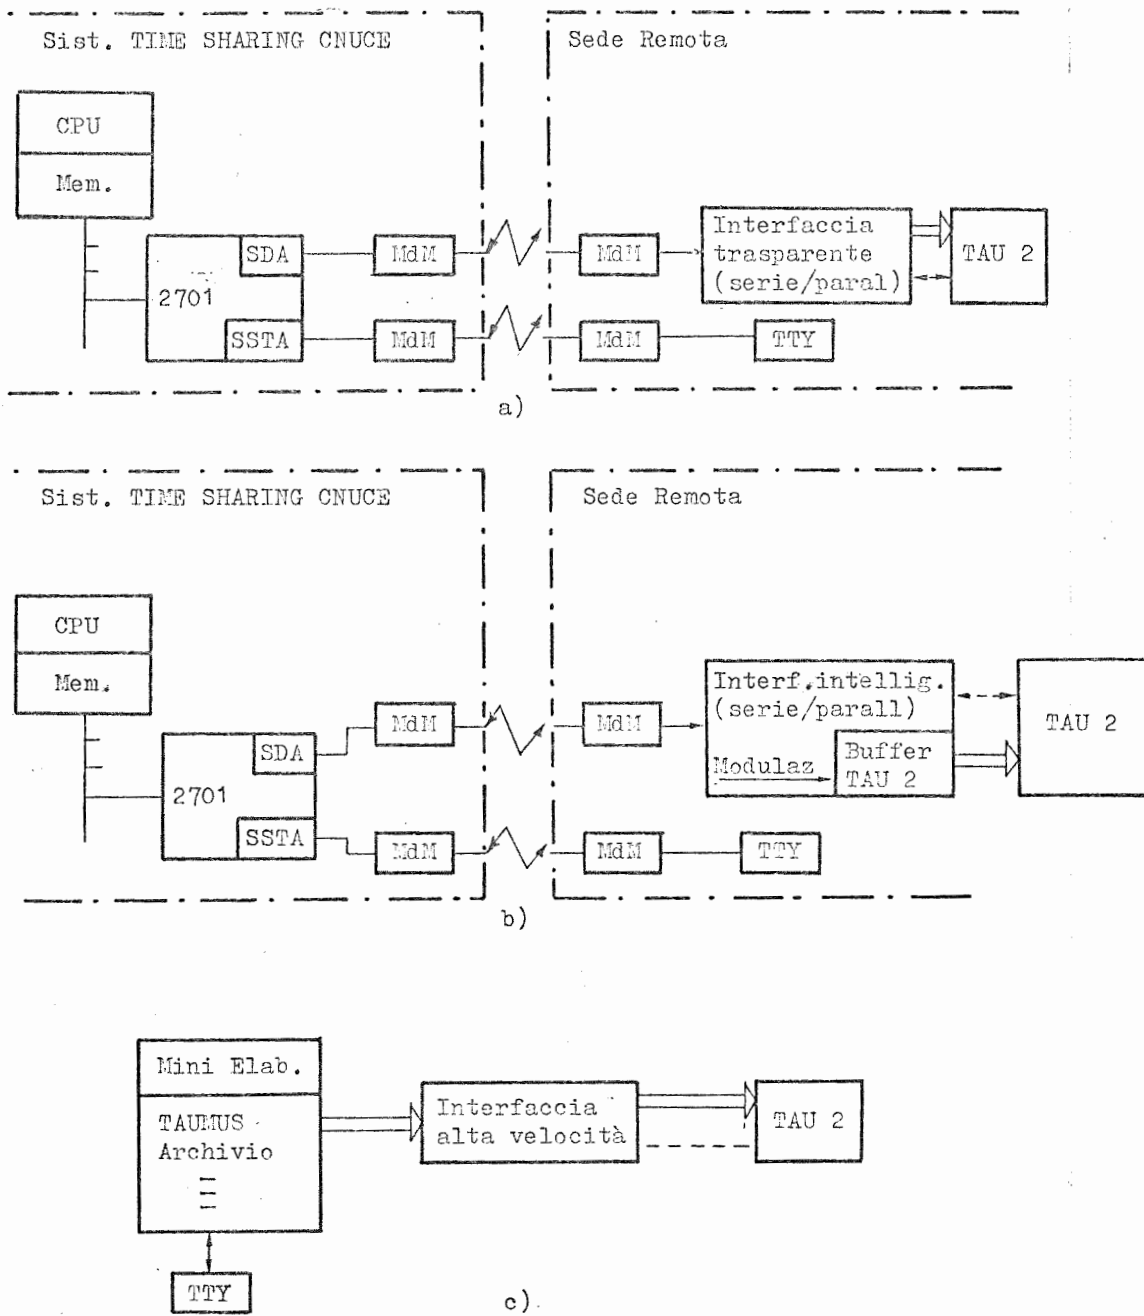 Sist. TIME SHARING CNUCE
Sede Remota
CPU
Mem.
2701
SDA
SSTA
MdM
MdM
MdM
MdM
Interfaccia
trasparente
(serie/paral)
TAU 2
TTY
a)
Sist. TIME SHARING CNUCE
Sede Remota
CPU
Mem.
2701
SDA
SSTA
MdM
MdM
MdM
MdM
Interf.intellig.
(serie/parall)
Modulaz
Buffer
TAU 2
TAU 2
TTY
b)
Mini Elab.
TAUMUS
Archivio
Interfaccia
alta velocità
TAU 2
TTY
c)